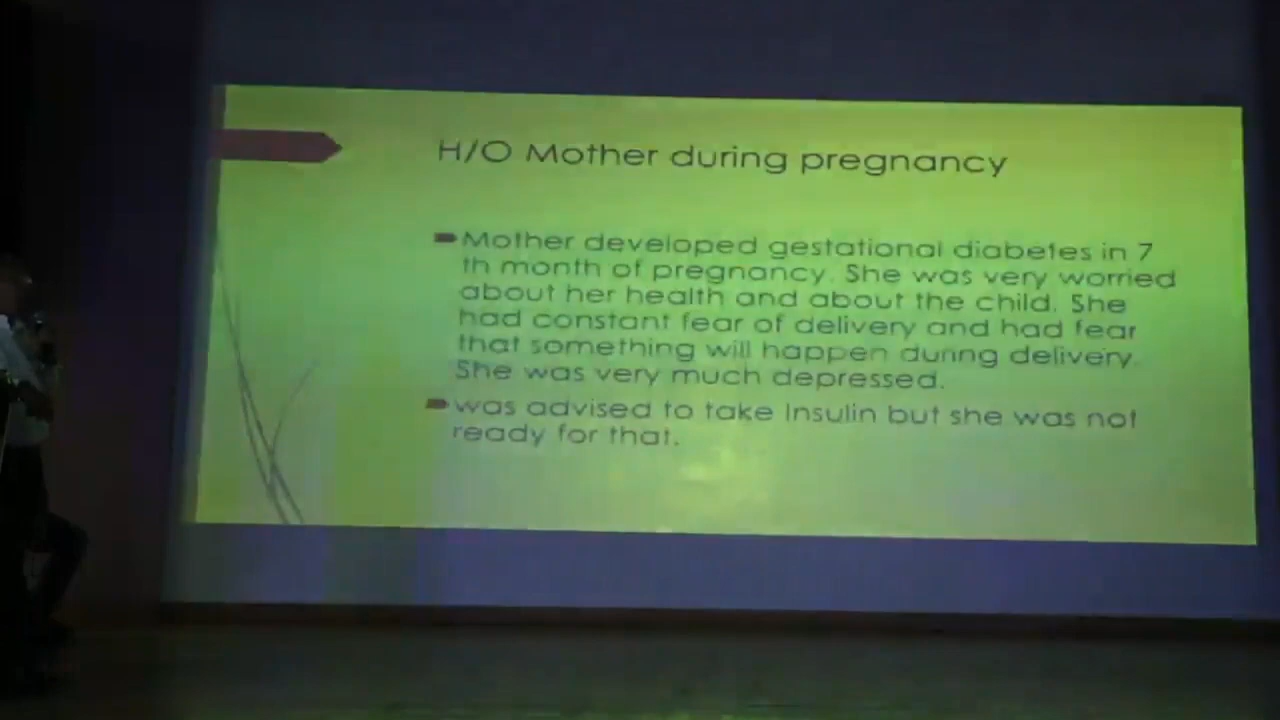 H/O Mother during pregnancy
Mother developed gestational diabetes in 7
th month of pregnancy. She was very worried
about her health and about the child. She
had constant fear of delivery and had fear
that something will happen during delivery.
She was very much depressed.
was advised to take Insulin but she was not
ready for that.